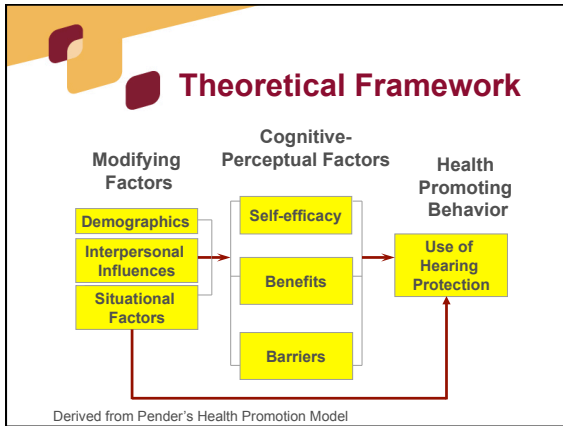 Theoretical Framework
Modifying
Factors
Cognitive-
Perceptual Factors
Health
Promoting
Behavior
Demographics
Interpersonal
Influences
Situational
Factors
Self-efficacy
Benefits
Barriers
Use of
Hearing
Protection
Derived from Pender's Health Promotion Model